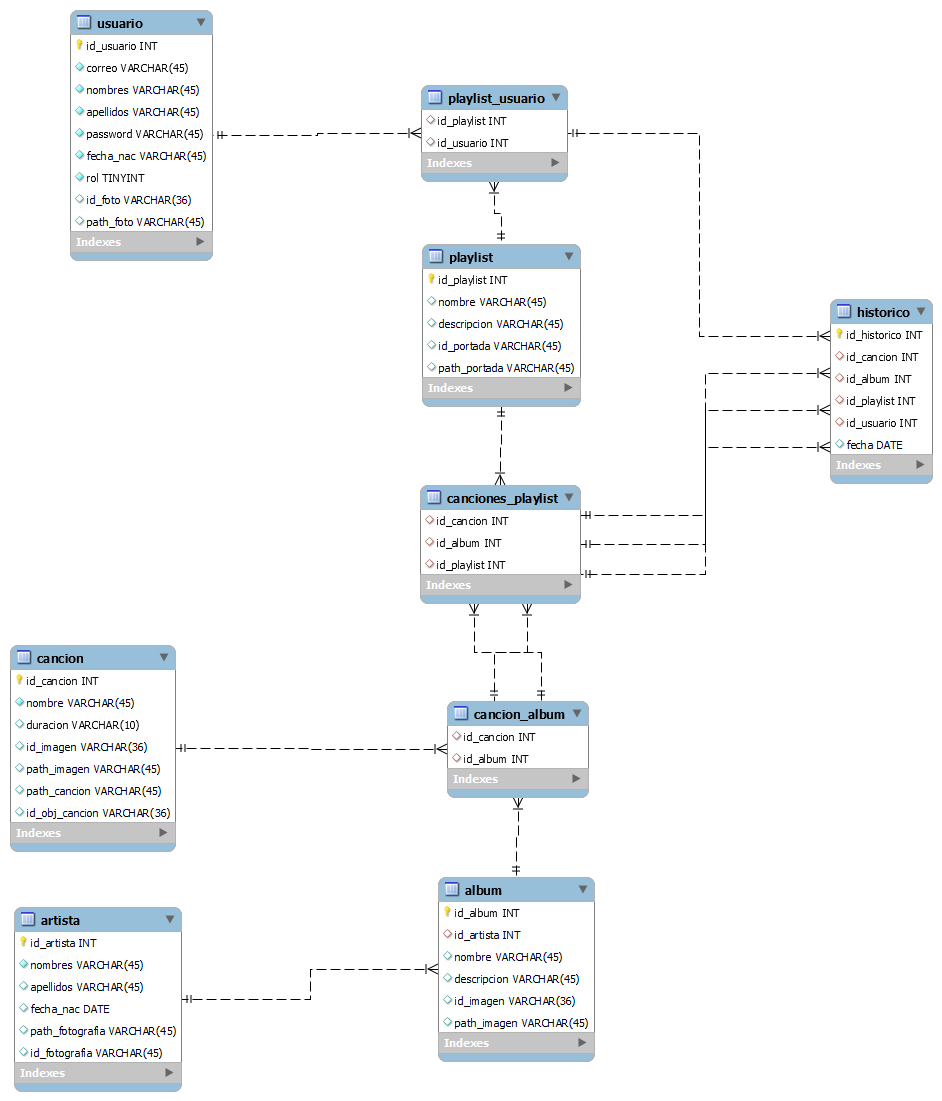 usuario
id_usuario INT
correo VARCHAR(45)
nombres VARCHAR(45)
apellidos VARCHAR(45)
password VARCHAR(45)
fecha_nac VARCHAR(45)
rol TINYINT
id_foto VARCHAR(36)
path_foto VARCHAR(45)
Indexes
playlist_usuario
id_playlist INT
id_usuario INT
Indexes
playlist
id_playlist INT
nombre VARCHAR(45)
descripcion VARCHAR(45)
id_portada VARCHAR(45)
path_portada VARCHAR(45)
Indexes
historico
id_historico INT
id_cancion INT
id_album INT
id_playlist INT
id_usuario INT
fecha DATE
Indexes
canciones_playlist
id_cancion INT
id_album INT
id_playlist INT
Indexes
cancion
id_cancion INT
nombre VARCHAR(45)
duracion VARCHAR(10)
id_imagen VARCHAR(36)
path_imagen VARCHAR(45)
path_cancion VARCHAR(45)
id_obj_cancion VARCHAR(36)
Indexes
cancion_album
id_cancion INT
id_album INT
Indexes
album
id_album INT
id_artista INT
nombre VARCHAR(45)
descripcion VARCHAR(45)
id_imagen VARCHAR(36)
path_imagen VARCHAR(45)
Indexes
artista
id_artista INT
nombres VARCHAR(45)
apellidos VARCHAR(45)
fecha_nac DATE
path_fotografia VARCHAR(45)
id_fotografia VARCHAR(45)
Indexes